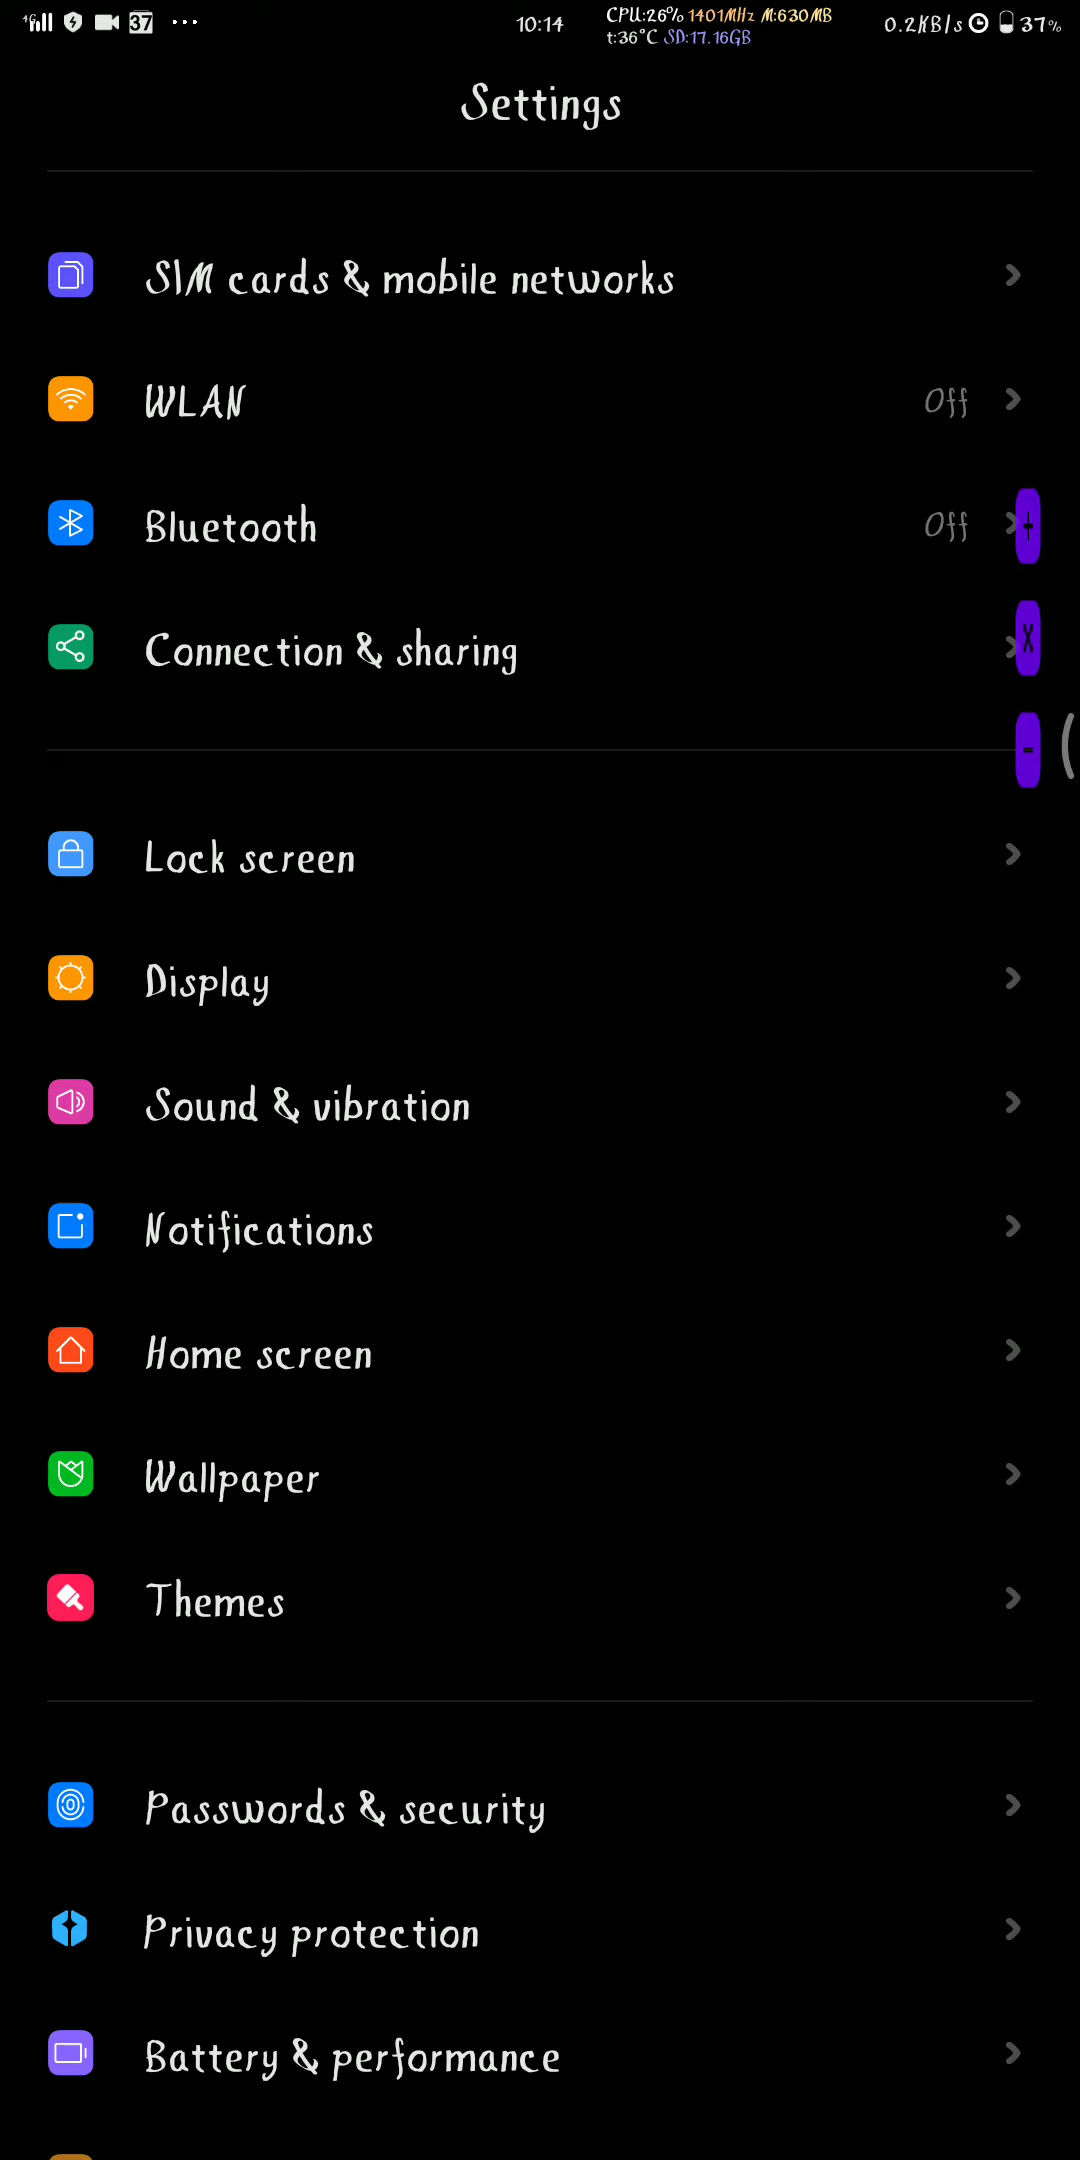 4G 37 ... 10:14 CPU:26% 1401MHz M:630MB 0.2KB/s 37%
t:36°C SD:17.16GB
Settings
SIM cards & mobile networks
WLAN Off
Bluetooth Off +
Connection & sharing X
-
Lock screen
Display
Sound & vibration
Notifications
Home screen
Wallpaper
Themes
Passwords & security
Privacy protection
Battery & performance